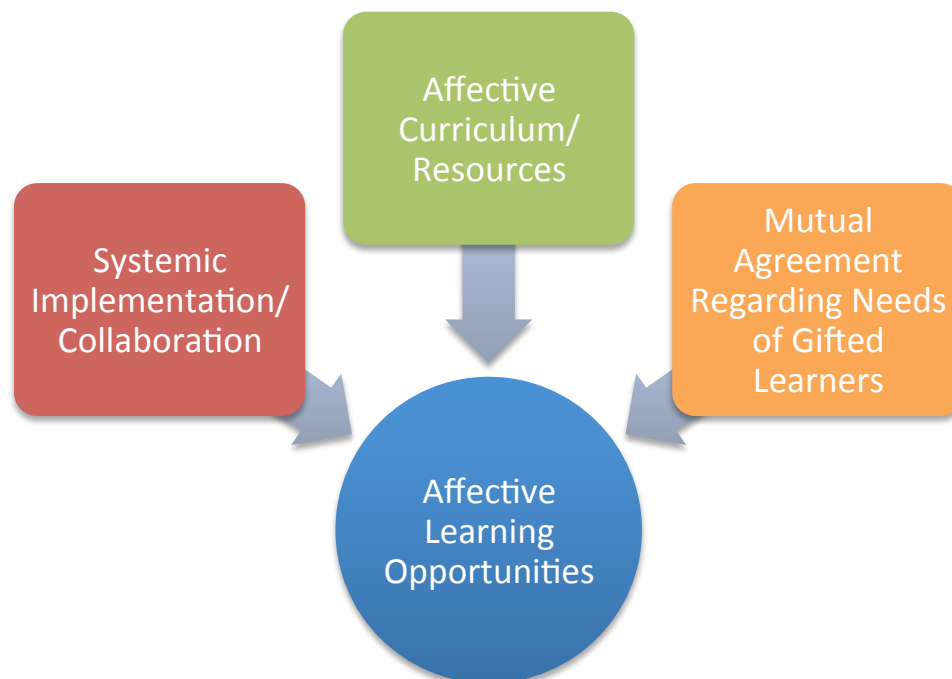 Affective
Curriculum/
Resources
Systemic
Implementation/
Collaboration
Mutual
Agreement
Regarding Needs
of Gifted
Learners
Affective
Learning
Opportunities